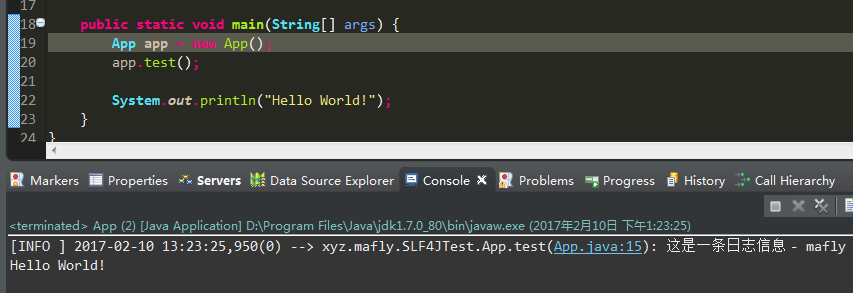 17
18 public static void main(String[] args) {
19 App app = new App();
20 app.test();
21
22 System.out.println("Hello World!");
23 }
24 }
Markers Properties Servers Data Source Explorer Console Problems Progress History Call Hierarchy
<terminated> App (2) [Java Application] D:\Program Files\Java\jdk1.7.0_80\bin\javaw.exe (2017年2月10日 下午1:23:25)
[INFO ] 2017-02-10 13:23:25,950(0) --> xyz.mafly.SLF4JTest.App.test(App.java:15): 这是一条日志信息 - mafly
Hello World!